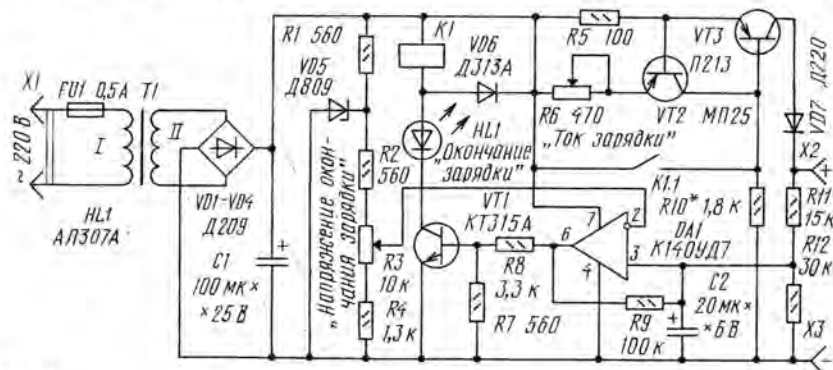 X1
FU1 0,5A
T1
220 В
~
I
II
HL1
АЛ307А
VD1-VD4
Д209
C1
100 мк ×
× 25 В
+
R1 560
VD5
Д809
R2
560
„Напряжение окон-
чания зарядки"
R3
10 к
R4
1,3 к
K1
VD6
Д313А
HL1
„Окончание
зарядки"
VT1
КТ315А
R8
3,3 к
R7 560
R5 100
R6 470
„Ток зарядки"
VT2 МП25
VT3
П213
Д220
VD7
X2
+
K1.1
R10* 1,8 к
DA1
К140УД7
7
2
6
3
4
R9
100 к
C2
20 мк ×
× 6 В
+
R11
15 к
R12
30 к
X3
-